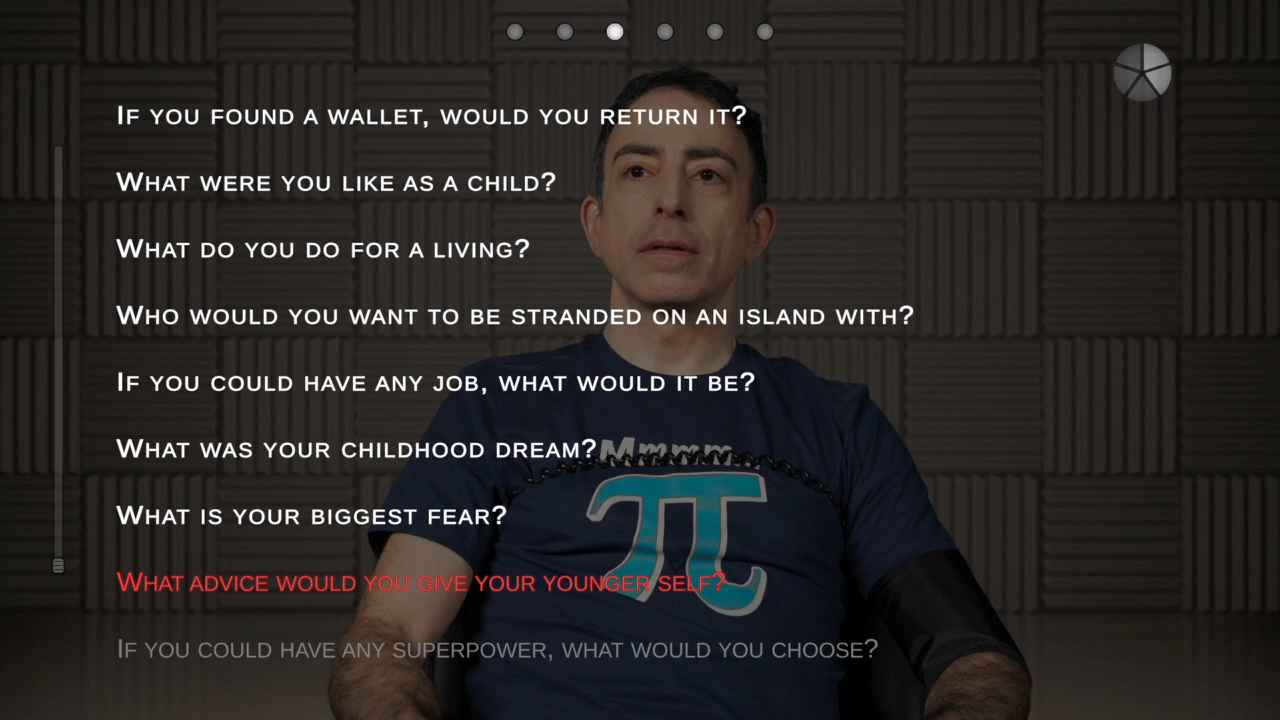 If you found a wallet, would you return it?
What were you like as a child?
What do you do for a living?
Who would you want to be stranded on an island with?
If you could have any job, what would it be?
What was your childhood dream?
Mmmm...
π
What is your biggest fear?
What advice would you give your younger self?
If you could have any superpower, what would you choose?